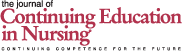 the journal of
Continuing Education
in Nursing
CONTINUING COMPETENCE FOR THE FUTURE